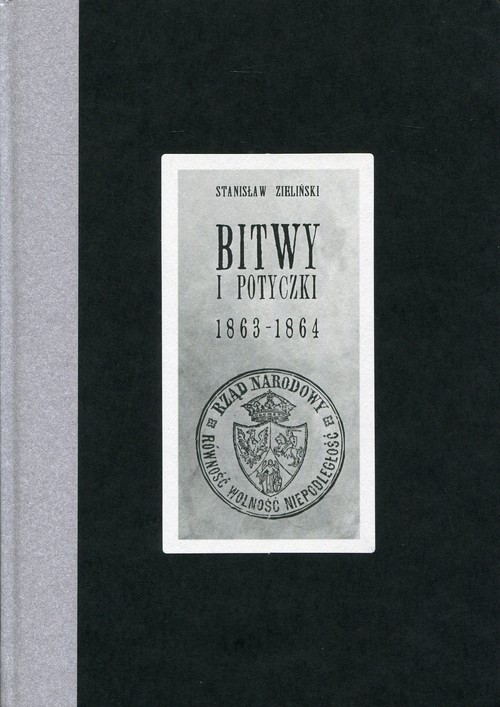 STANISŁAW ZIELIŃSKI
BITWY
I POTYCZKI
1863-1864
RZĄD NARODOWY
RÓWNOŚĆ WOLNOŚĆ NIEPODLEGŁOŚĆ